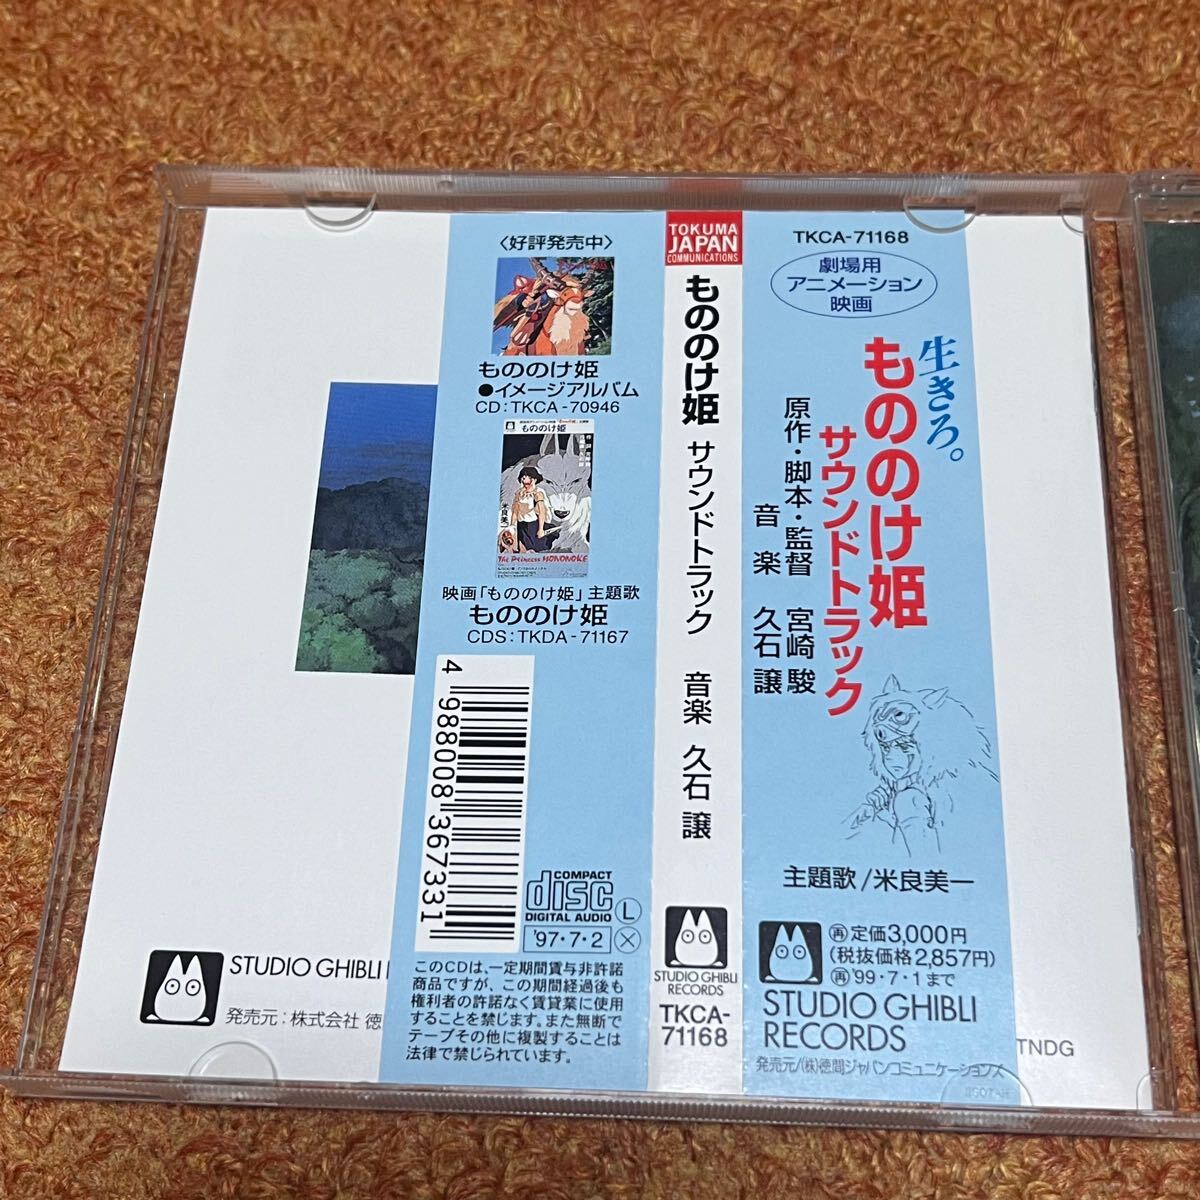 〈好評発売中〉
もののけ姫
●イメージアルバム
CD:TKCA-70946
もののけ姫
米良美一
The Princess MONONOKE
映画「もののけ姫」主題歌
もののけ姫
CDS:TKDA-71167
4 988008 367331
COMPACT
disc
DIGITAL AUDIO
L
'97・7・2
X
このCDは、一定期間賃与非許諾
商品ですが、この期間経過後も
権利者の許諾なく賃貸業に使用
することを禁じます。また無断で
テープその他に複製することは
法律で禁じられています。
TOKUMA
JAPAN
COMMUNICATIONS
もののけ姫 サウンドトラック 音楽 久石 譲
STUDIO GHIBLI
RECORDS
TKCA-
71168
TKCA-71168
劇場用
アニメーション
映画
生きろ。
もののけ姫
サウンドトラック
原作・脚本・監督 宮崎 駿
音楽 久石 譲
主題歌/米良美一
再定価3,000円
(税抜価格2,857円)
再'99・7・1まで
STUDIO GHIBLI
RECORDS
発売元/(株)徳間ジャパンコミュニケーションズ
STUDIO GHIBLI
発売元:株式会社 徳
TNDG